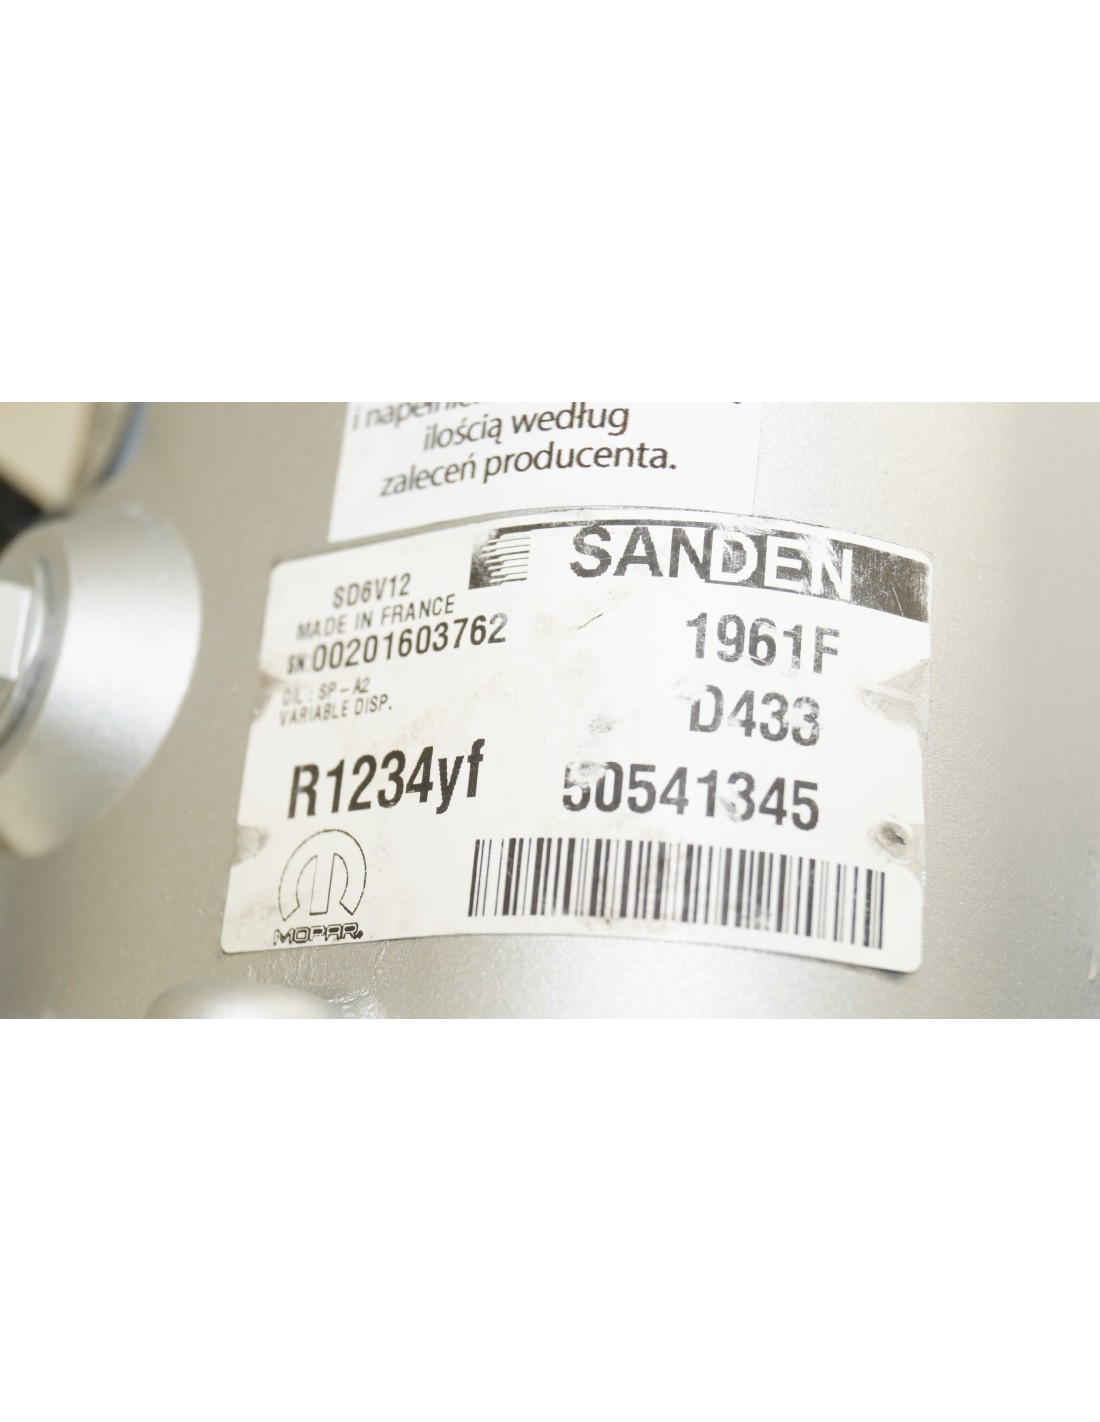 i napełnić
ilością według
zaleceń producenta.
SANDEN
SD6V12
MADE IN FRANCE
SN:00201603762
OIL : SP-A2
VARIABLE DISP.
1961F
D433
R1234yf
50541345
MOPAR